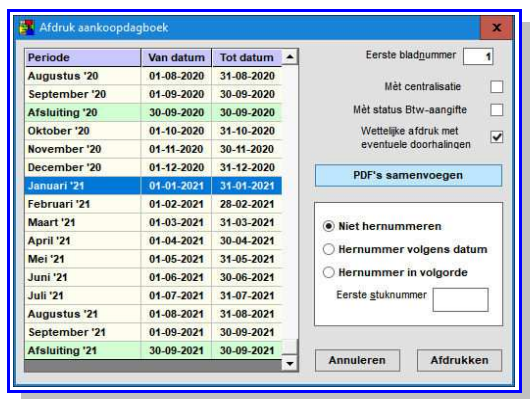 Afdruk aankoopdagboek
x
Periode Van datum Tot datum
Augustus '20 01-08-2020 31-08-2020
September '20 01-09-2020 30-09-2020
Afsluiting '20 30-09-2020 30-09-2020
Oktober '20 01-10-2020 31-10-2020
November '20 01-11-2020 30-11-2020
December '20 01-12-2020 31-12-2020
Januari '21 01-01-2021 31-01-2021
Februari '21 01-02-2021 28-02-2021
Maart '21 01-03-2021 31-03-2021
April '21 01-04-2021 30-04-2021
Mei '21 01-05-2021 31-05-2021
Juni '21 01-06-2021 30-06-2021
Juli '21 01-07-2021 31-07-2021
Augustus '21 01-08-2021 31-08-2021
September '21 01-09-2021 30-09-2021
Afsluiting '21 30-09-2021 30-09-2021
Eerste bladnummer 1
Mèt centralisatie
Mèt status Btw-aangifte
Wettelijke afdruk met
eventuele doorhalingen
PDF's samenvoegen
Niet hernummeren
Hernummer volgens datum
Hernummer in volgorde
Eerste stuknummer
Annuleren Afdrukken